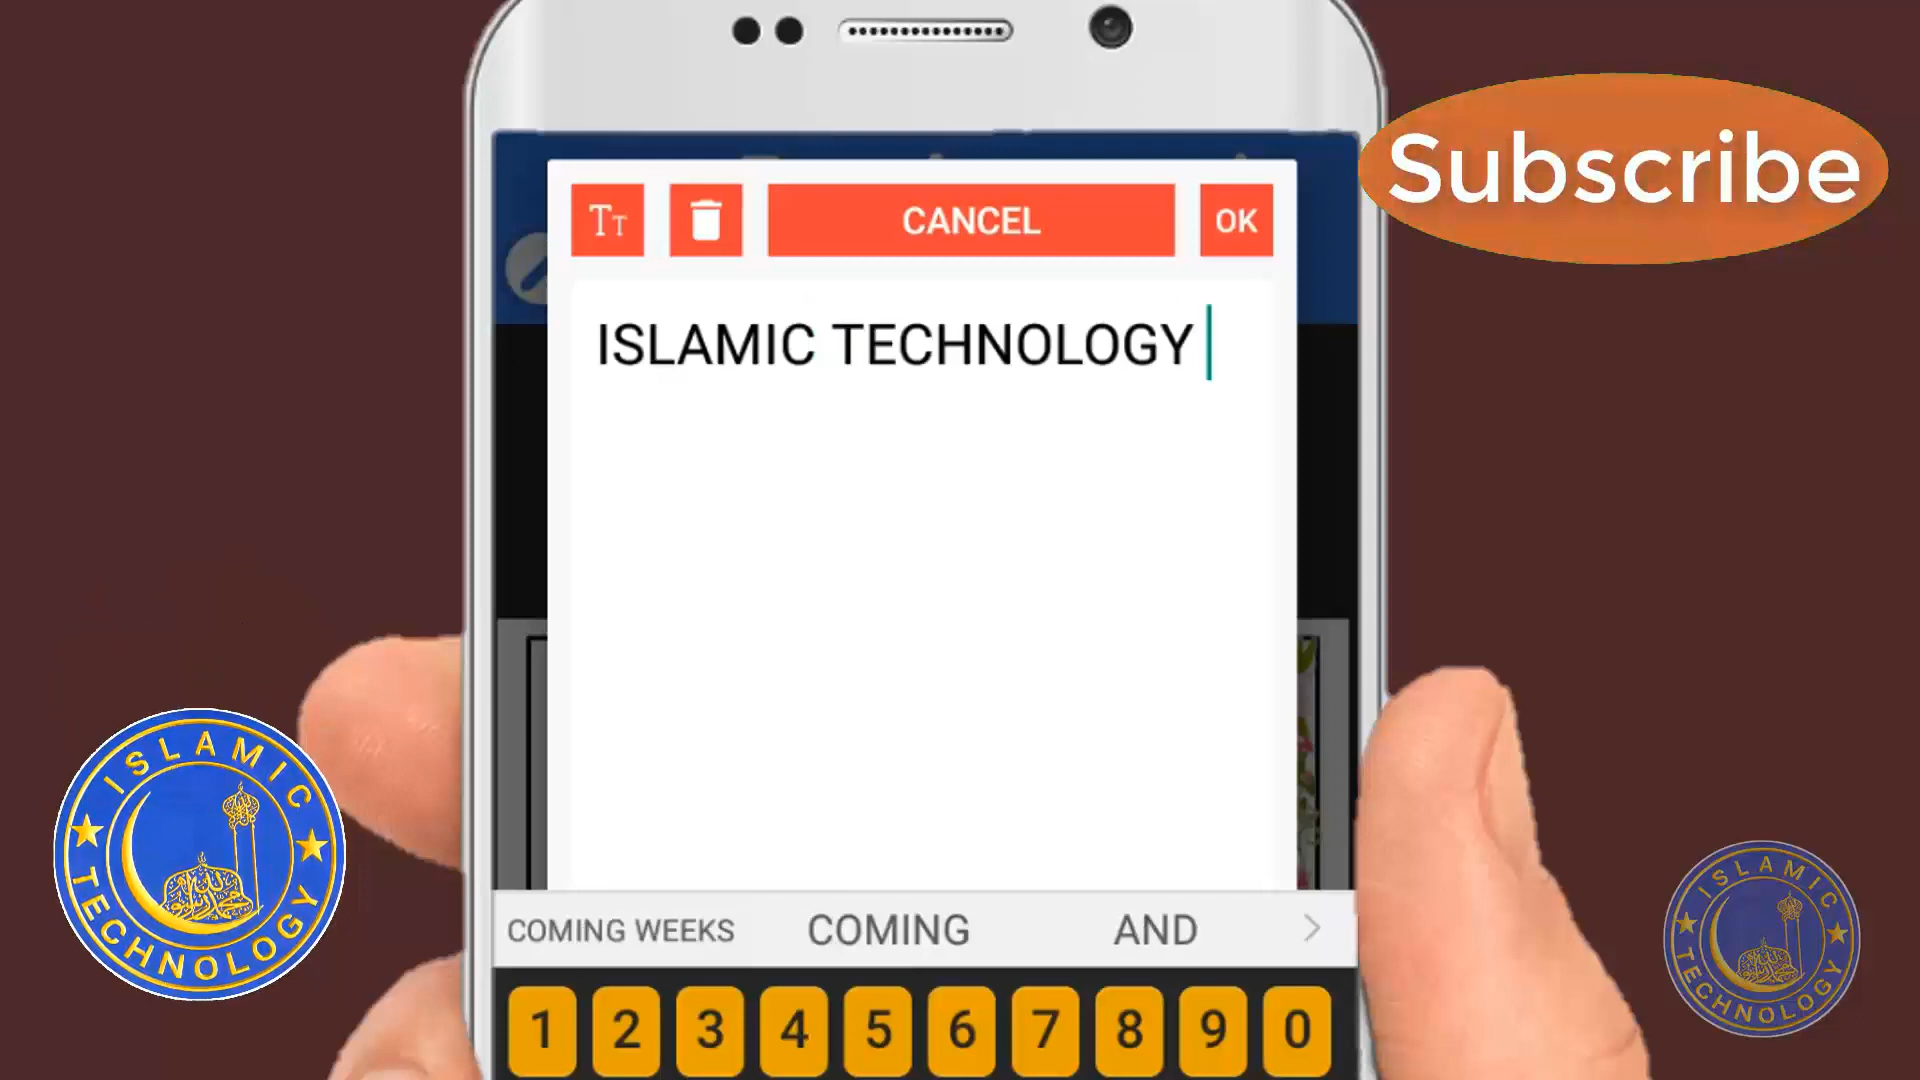 Subscribe
Tт
CANCEL
OK
ISLAMIC TECHNOLOGY
COMING WEEKS
COMING
AND
1 2 3 4 5 6 7 8 9 0
ISLAMIC
TECHNOLOGY
ISLAMIC
TECHNOLOGY